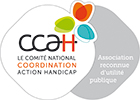 CCAH
LE COMITÉ NATIONAL
COORDINATION
ACTION HANDICAP
Association
reconnue
d'utilité
publique